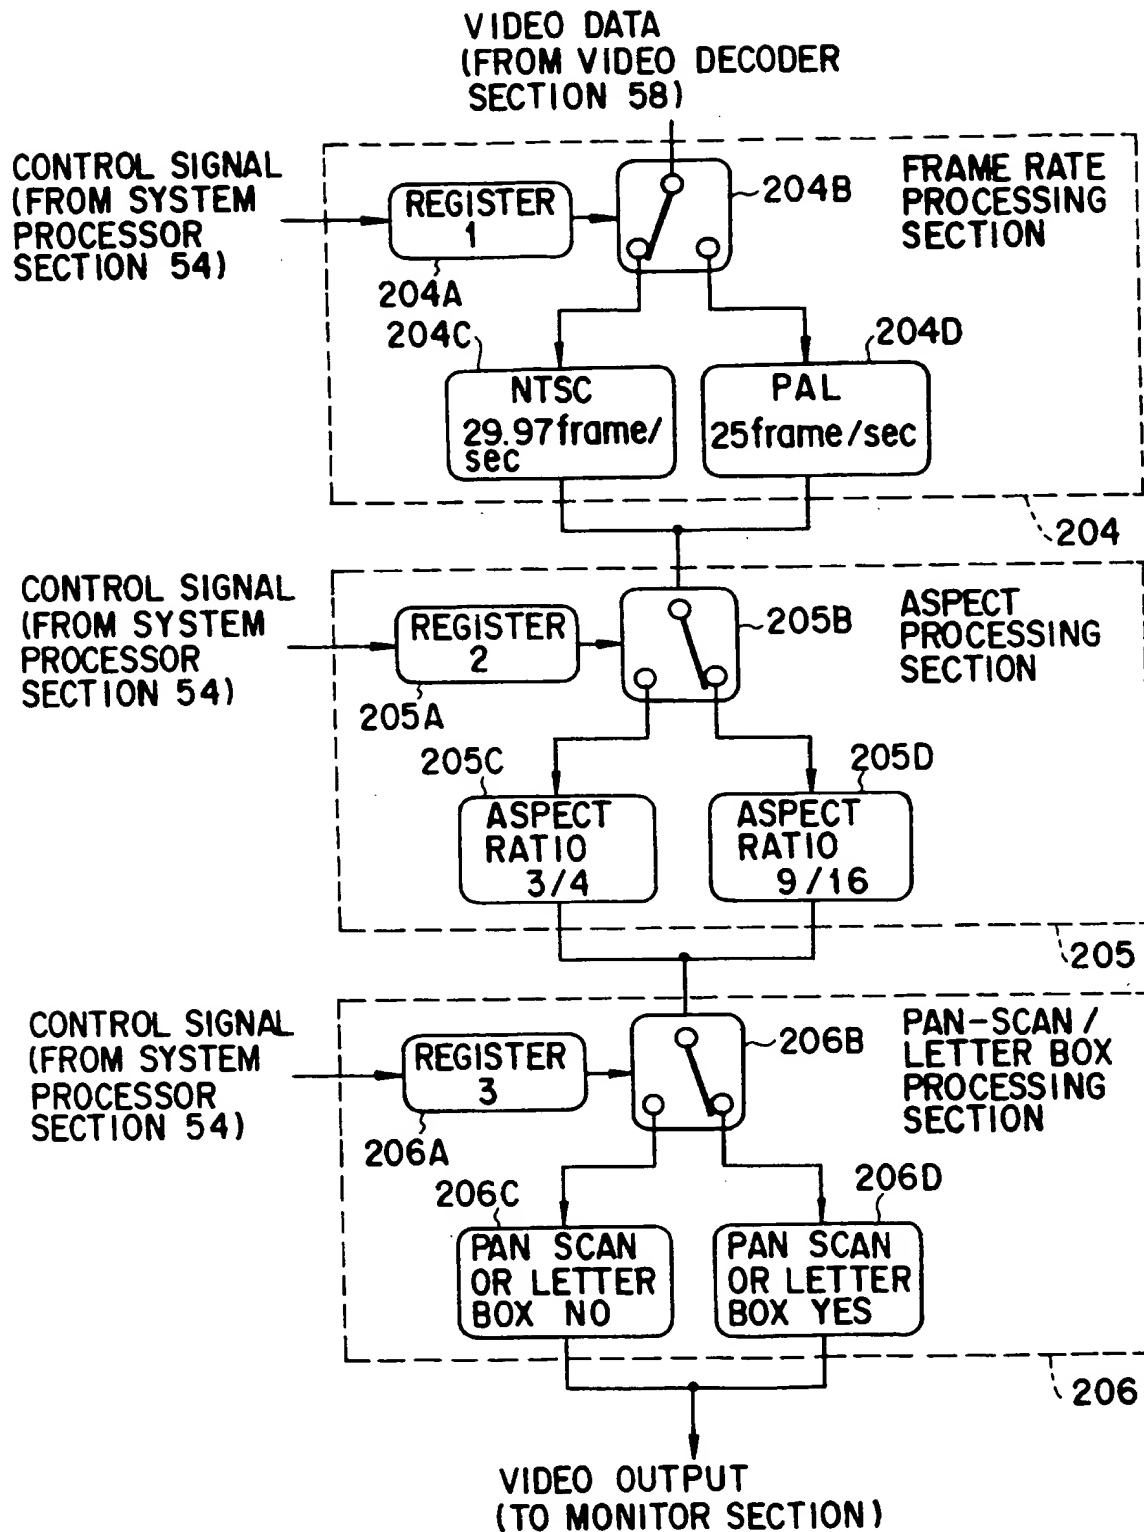 VIDEO DATA
(FROM VIDEO DECODER
SECTION 58)
CONTROL SIGNAL
(FROM SYSTEM
PROCESSOR
SECTION 54)
REGISTER
1
204A
204B
FRAME RATE
PROCESSING
SECTION
204C
NTSC
29.97frame/
sec
204D
PAL
25frame/sec
204
CONTROL SIGNAL
(FROM SYSTEM
PROCESSOR
SECTION 54)
REGISTER
2
205A
205B
ASPECT
PROCESSING
SECTION
205C
ASPECT
RATIO
3/4
205D
ASPECT
RATIO
9/16
205
CONTROL SIGNAL
(FROM SYSTEM
PROCESSOR
SECTION 54)
REGISTER
3
206A
206B
PAN-SCAN/
LETTER BOX
PROCESSING
SECTION
206C
PAN SCAN
OR LETTER
BOX NO
206D
PAN SCAN
OR LETTER
BOX YES
206
VIDEO OUTPUT
(TO MONITOR SECTION)